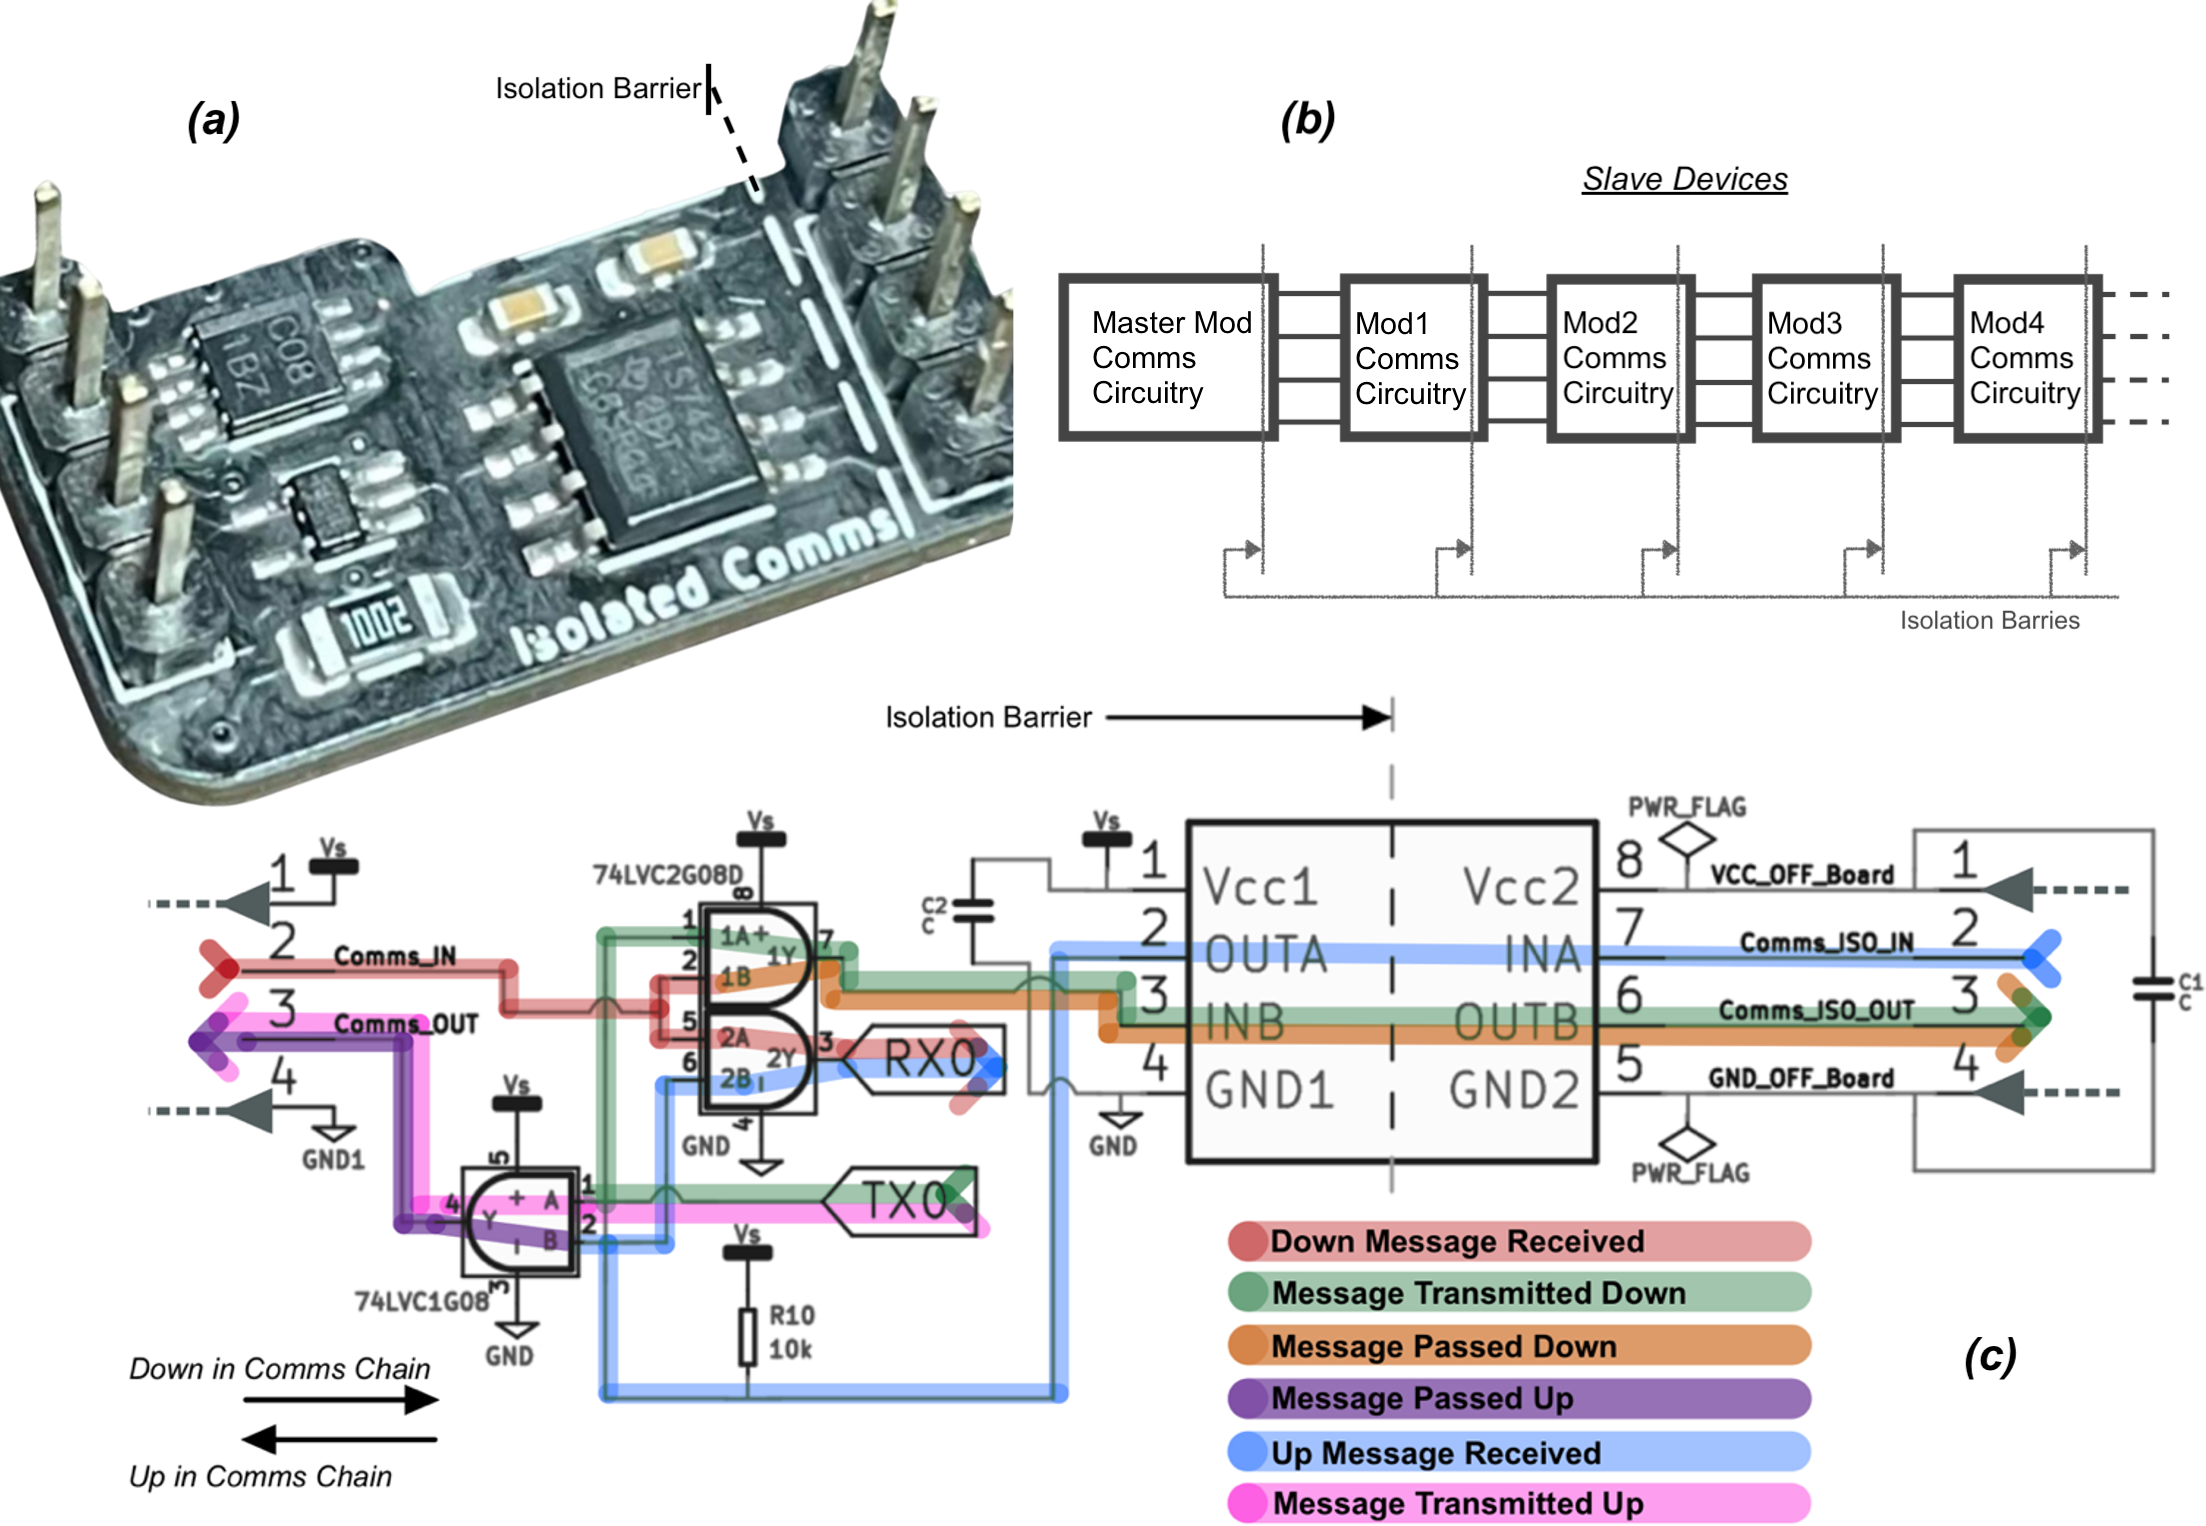 (a)
Isolation Barrier
C08
1BZ
1002
Isolated Comms
(b)
Slave Devices
Master Mod
Comms
Circuitry
Mod1
Comms
Circuitry
Mod2
Comms
Circuitry
Mod3
Comms
Circuitry
Mod4
Comms
Circuitry
Isolation Barries
Isolation Barrier
1
Vs
2
Comms_IN
3
Comms_OUT
4
GND1
Vs
74LVC2G08D
8
1
1A
+
7
1Y
2
1B
5
2A
3
2Y
6
2B
4
GND
RX0
TX0
Vs
5
+
A
1
4
Y
B
2
3
74LVC1G08
GND
Vs
R10
10k
C2
C
Vs
1
Vcc1
2
OUTA
3
INB
4
GND1
GND
Vcc2
8
INA
7
OUTB
6
GND2
5
PWR_FLAG
VCC_OFF_Board
1
Comms_ISO_IN
2
Comms_ISO_OUT
3
GND_OFF_Board
4
PWR_FLAG
C1
C
Down Message Received
Message Transmitted Down
Message Passed Down
Message Passed Up
Up Message Received
Message Transmitted Up
(c)
Down in Comms Chain
Up in Comms Chain